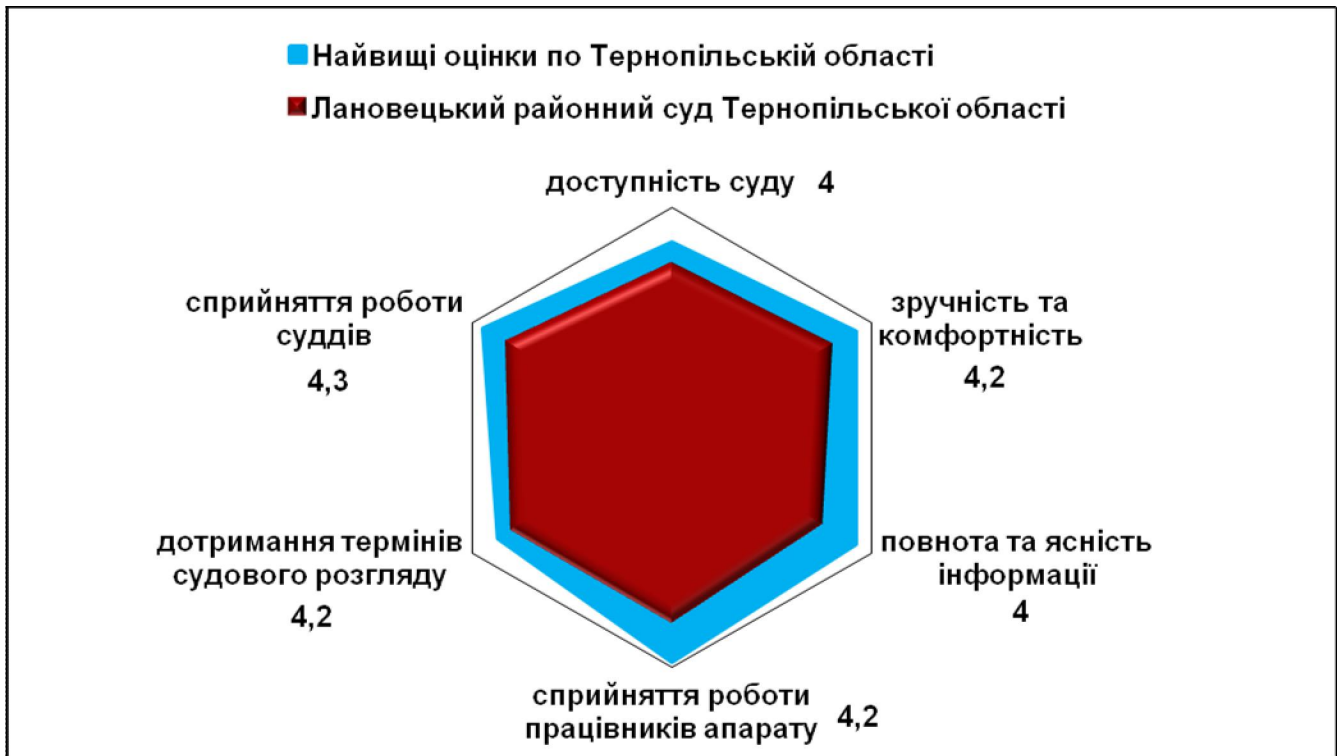 Найвищі оцінки по Тернопільській області
Лановецький районний суд Тернопільської області
доступність суду 4
зручність та
комфортність
4,2
повнота та ясність
інформації
4
сприйняття роботи
працівників апарату 4,2
дотримання термінів
судового розгляду
4,2
сприйняття роботи
суддів
4,3